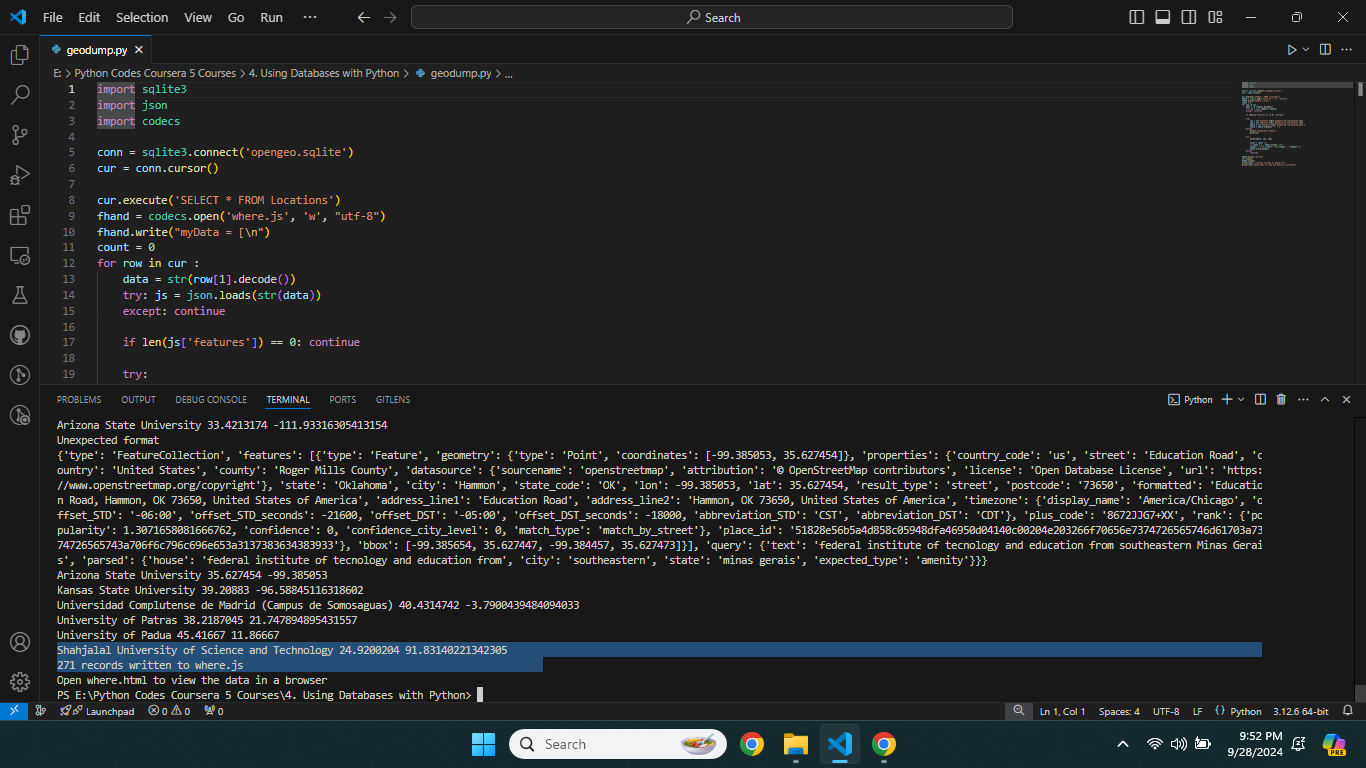 File Edit Selection View Go Run ··· Search
geodump.py
E: > Python Codes Coursera 5 Courses > 4. Using Databases with Python > geodump.py > ...
1 import sqlite3
2 import json
3 import codecs
4
5 conn = sqlite3.connect('opengeo.sqlite')
6 cur = conn.cursor()
7
8 cur.execute('SELECT * FROM Locations')
9 fhand = codecs.open('where.js', 'w', "utf-8")
10 fhand.write("myData = [\n")
11 count = 0
12 for row in cur :
13 data = str(row[1].decode())
14 try: js = json.loads(str(data))
15 except: continue
16
17 if len(js['features']) == 0: continue
18
19 try:
PROBLEMS OUTPUT DEBUG CONSOLE TERMINAL PORTS GITLENS Python
Arizona State University 33.4213174 -111.93316305413154
Unexpected format
{'type': 'FeatureCollection', 'features': [{'type': 'Feature', 'geometry': {'type': 'Point', 'coordinates': [-99.385053, 35.627454]}, 'properties': {'country_code': 'us', 'street': 'Education Road', 'c
ountry': 'United States', 'county': 'Roger Mills County', 'datasource': {'sourcename': 'openstreetmap', 'attribution': '© OpenStreetMap contributors', 'license': 'Open Database License', 'url': 'https:
//www.openstreetmap.org/copyright'}, 'state': 'Oklahoma', 'city': 'Hammon', 'state_code': 'OK', 'lon': -99.385053, 'lat': 35.627454, 'result_type': 'street', 'postcode': '73650', 'formatted': 'Educatio
n Road, Hammon, OK 73650, United States of America', 'address_line1': 'Education Road', 'address_line2': 'Hammon, OK 73650, United States of America', 'timezone': {'display_name': 'America/Chicago', 'o
ffset_STD': '-06:00', 'offset_STD_seconds': -21600, 'offset_DST': '-05:00', 'offset_DST_seconds': -18000, 'abbreviation_STD': 'CST', 'abbreviation_DST': 'CDT'}, 'plus_code': '8672JJG7+XX', 'rank': {'po
pularity': 1.3071658081666762, 'confidence': 0, 'confidence_city_level': 0, 'match_type': 'match_by_street'}, 'place_id': '51828e56b5a4d858c05948dfa46950d04140c00204e203266f70656e7374726565746d61703a73
74726565743a706f6c796c696e653a3137383634383933'}, 'bbox': [-99.385654, 35.627447, -99.384457, 35.627473]}], 'query': {'text': 'federal institute of tecnology and education from southeastern Minas Gerai
s', 'parsed': {'house': 'federal institute of tecnology and education from', 'city': 'southeastern', 'state': 'minas gerais', 'expected_type': 'amenity'}}}
Arizona State University 35.627454 -99.385053
Kansas State University 39.20883 -96.58845116318602
Universidad Complutense de Madrid (Campus de Somosaguas) 40.4314742 -3.7900439484094033
University of Patras 38.2187045 21.747894895431557
University of Padua 45.41667 11.86667
Shahjalal University of Science and Technology 24.9200204 91.83140221342305
271 records written to where.js
Open where.html to view the data in a browser
PS E:\Python Codes Coursera 5 Courses\4. Using Databases with Python>
Launchpad 0 0 0 Ln 1, Col 1 Spaces: 4 UTF-8 LF {} Python 3.12.6 64-bit
Search 9:52 PM
9/28/2024 PRE